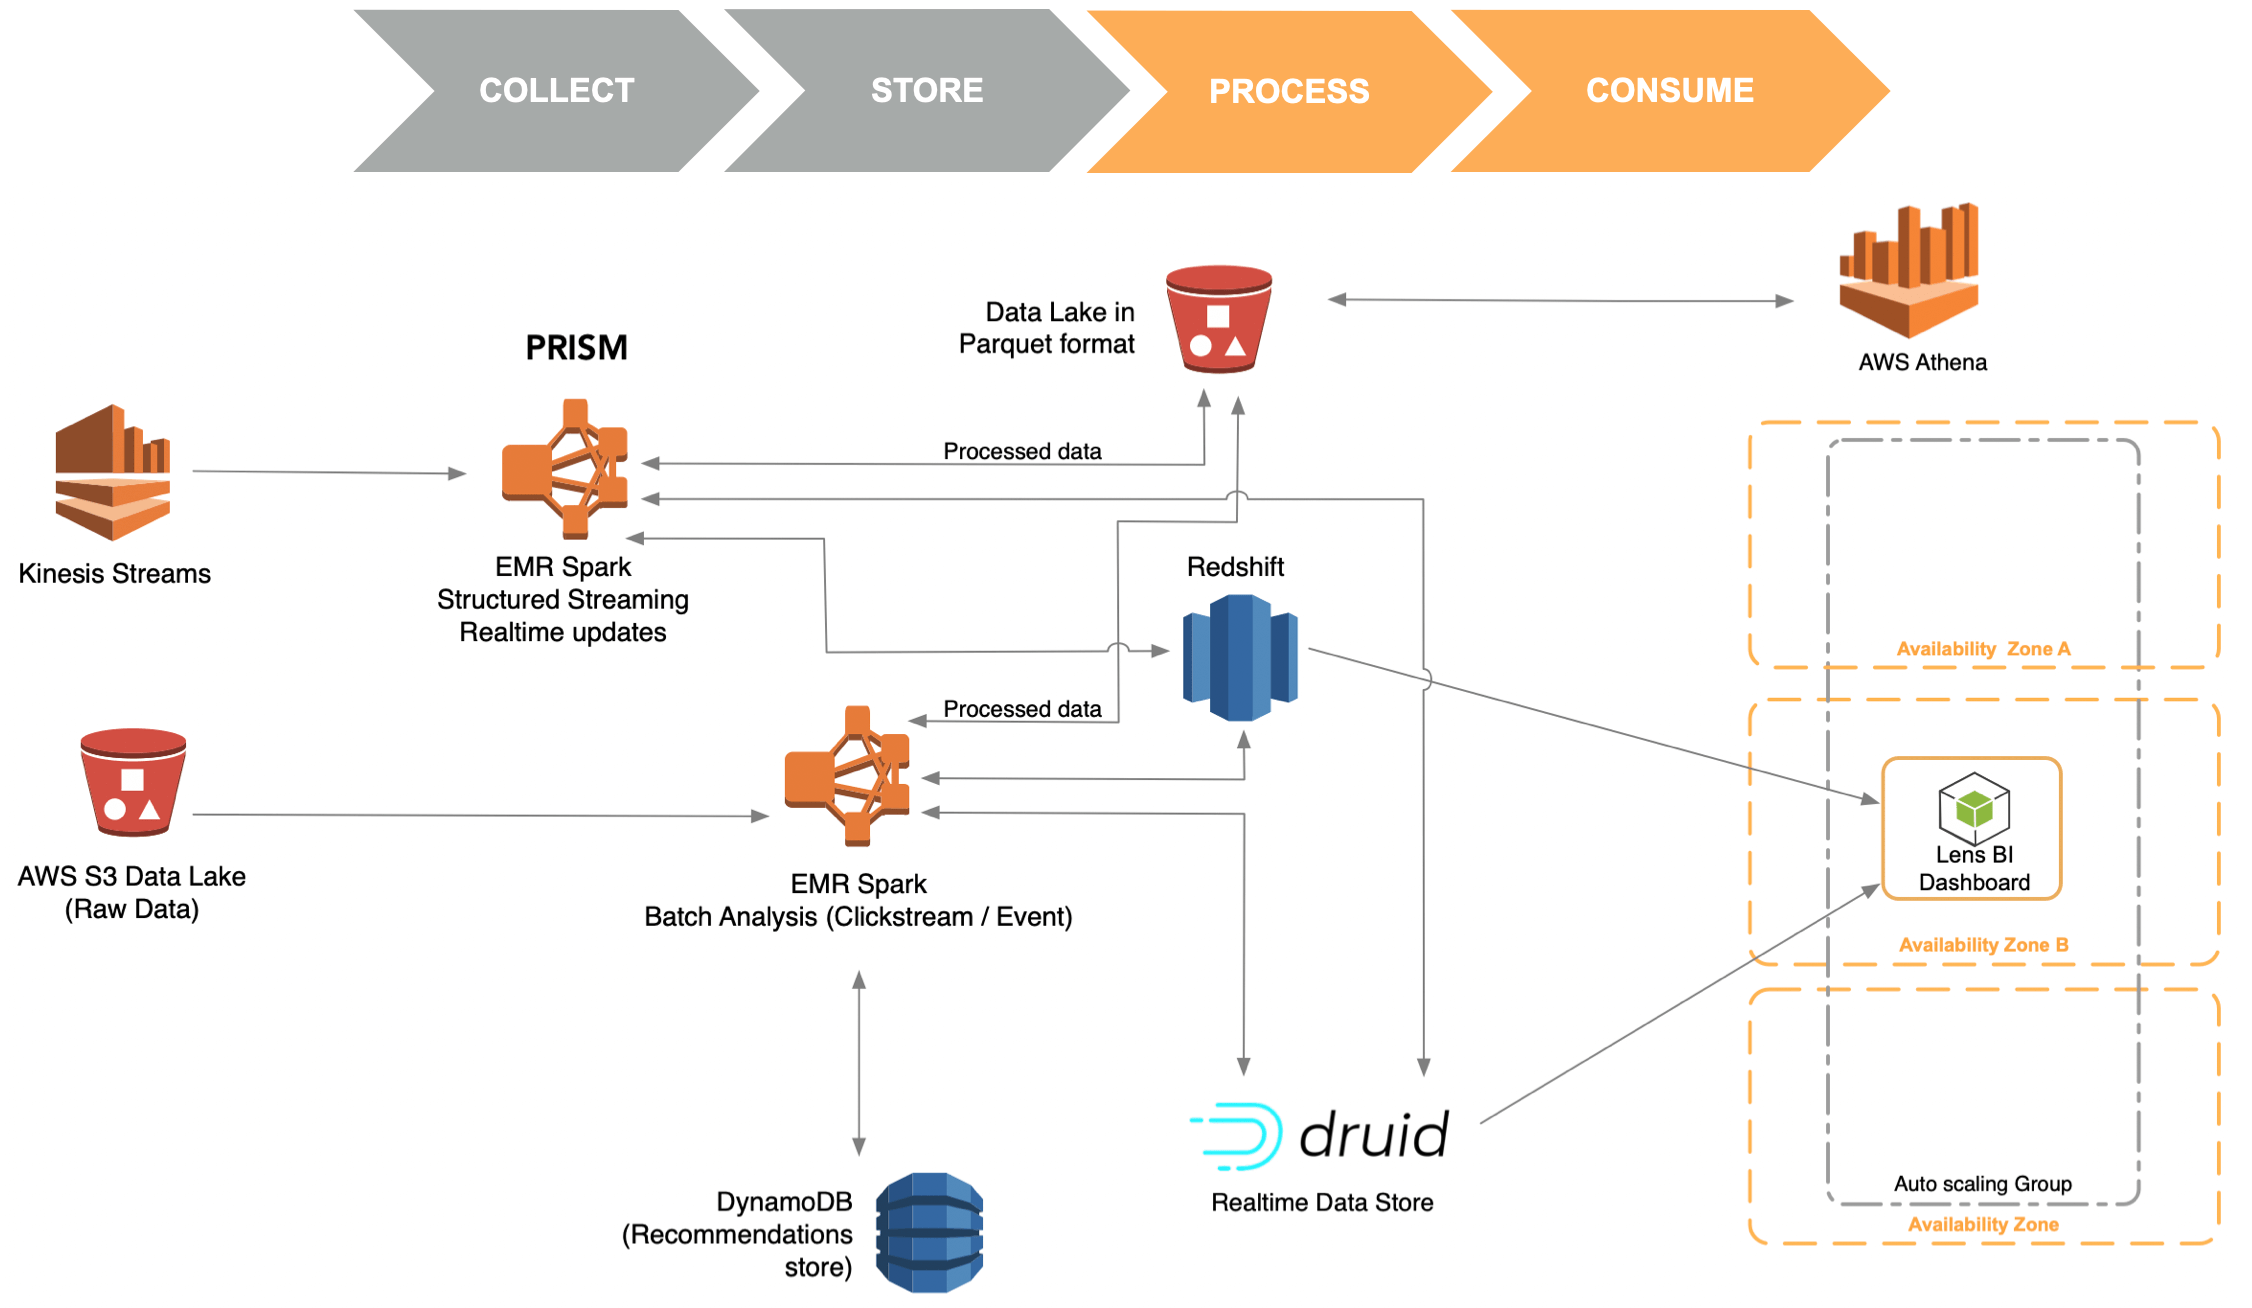 COLLECT
STORE
PROCESS
CONSUME
Data Lake in
Parquet format
AWS Athena
PRISM
Processed data
Kinesis Streams
EMR Spark
Structured Streaming
Realtime updates
Redshift
Availability Zone A
Processed data
AWS S3 Data Lake
(Raw Data)
EMR Spark
Batch Analysis (Clickstream / Event)
Lens BI
Dashboard
Availability Zone B
druid
Realtime Data Store
DynamoDB
(Recommendations
store)
Auto scaling Group
Availability Zone